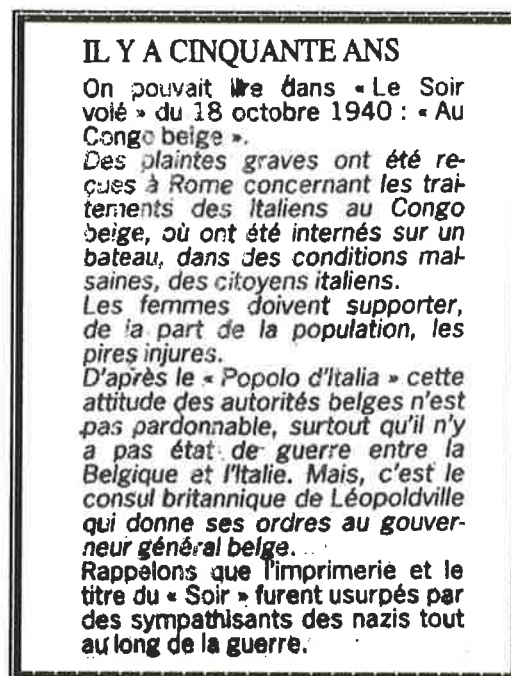 IL Y A CINQUANTE ANS
On pouvait lire dans « Le Soir
volé » du 18 octobre 1940 : « Au
Congo belge ».
Des plaintes graves ont été re-
çues à Rome concernant les trai-
tements des Italiens au Congo
belge, où ont été internés sur un
bateau, dans des conditions mal-
saines, des citoyens italiens.
Les femmes doivent supporter,
de la part de la population, les
pires injures.
D'après le « Popolo d'Italia » cette
attitude des autorités belges n'est
pas pardonnable, surtout qu'il n'y
a pas état de guerre entre la
Belgique et l'Italie. Mais, c'est le
consul britannique de Léopoldville
qui donne ses ordres au gouver-
neur général belge.
Rappelons que l'imprimerie et le
titre du « Soir » furent usurpés par
des sympathisants des nazis tout
au long de la guerre.